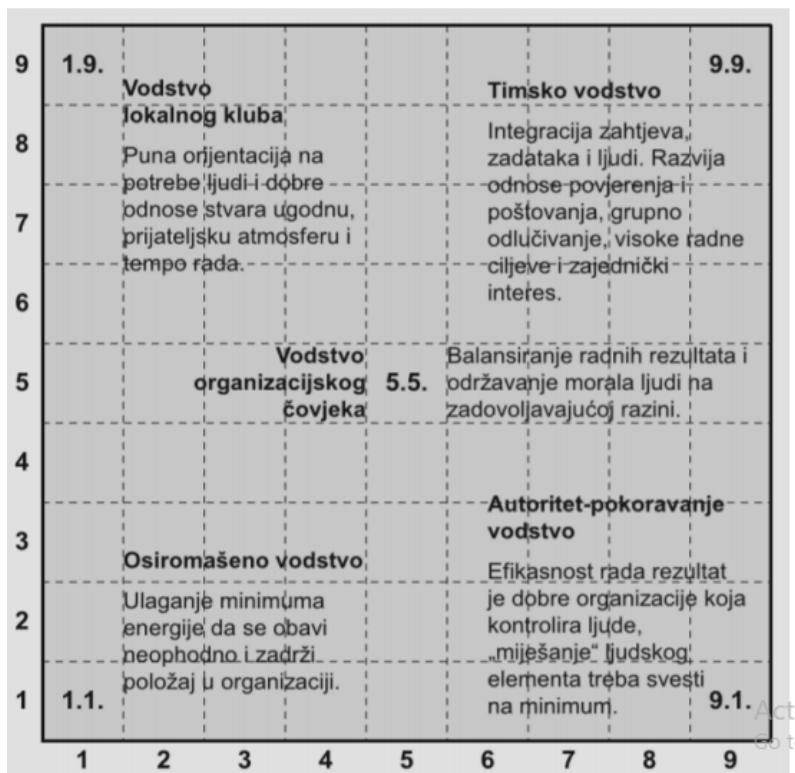 9
1.9.
9.9.
Vodstvo
lokalnog kluba
Puna orijentacija na
potrebe ljudi i dobre
odnose stvara ugodnu,
prijateljsku atmosferu i
tempo rada.
Timsko vodstvo
Integracija zahtjeva,
zadataka i ljudi. Razvija
odnose povjerenja i
poštovanja, grupno
odlučivanje, visoke radne
ciljeve i zajednički
interes.
8
7
6
5
Vodstvo
organizacijskog
čovjeka
5.5.
Balansiranje radnih rezultata i
održavanje morala ljudi na
zadovoljavajućoj razini.
4
3
2
Osiromašeno vodstvo
Ulaganje minimuma
energije da se obavi
neophodno i zadrži
položaj u organizaciji.
Autoritet-pokoravanje
vodstvo
Efikasnost rada rezultat
je dobre organizacije koja
kontrolira ljude,
„miješanje“ ljudskog
elementa treba svesti
na minimum.
1
1.1.
9.1.
Act
Go t
1 2 3 4 5 6 7 8 9